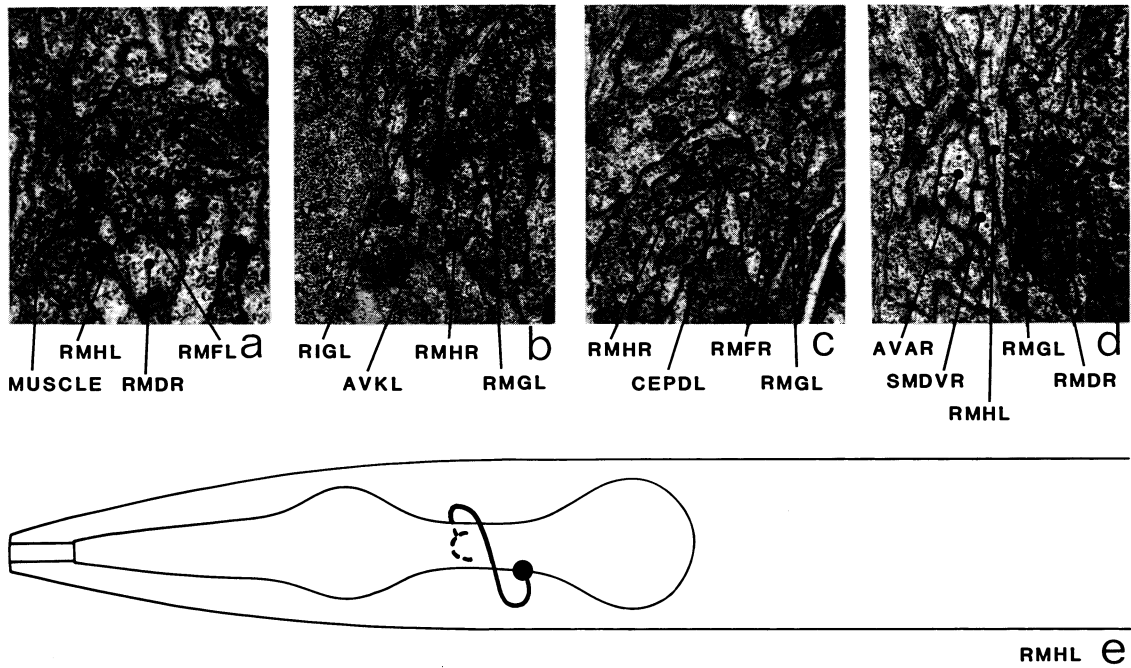 RMHL RMFL a
MUSCLE RMDR
RIGL RMHR b
AVKL RMGL
RMHR RMFR c
CEPDL RMGL
AVAR RMGL d
SMDVR RMDR
RMHL
RMHL e